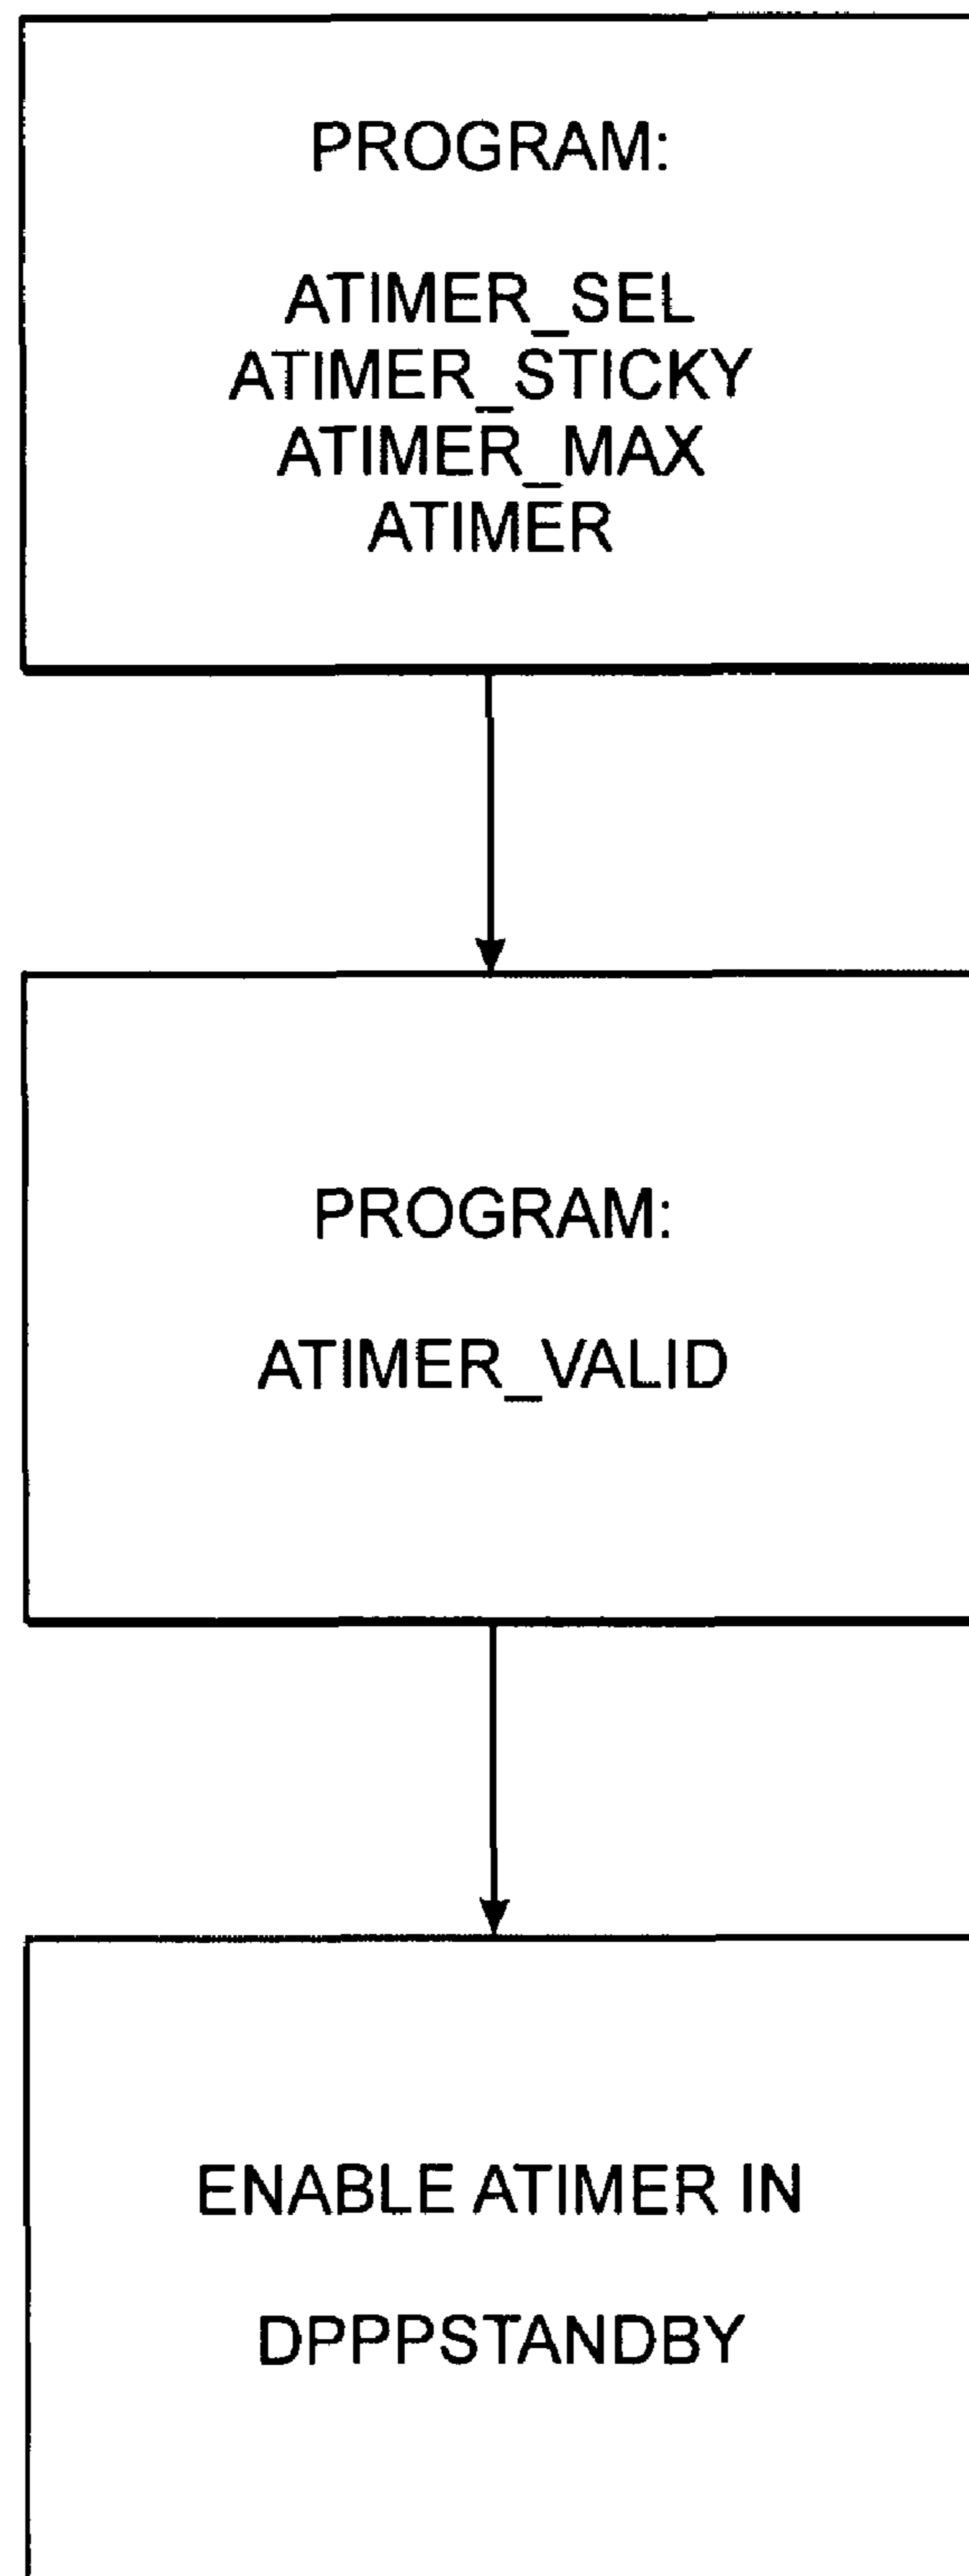 PROGRAM:
ATIMER_SEL
ATIMER_STICKY
ATIMER_MAX
ATIMER
PROGRAM:
ATIMER_VALID
ENABLE ATIMER IN
DPPPSTANDBY